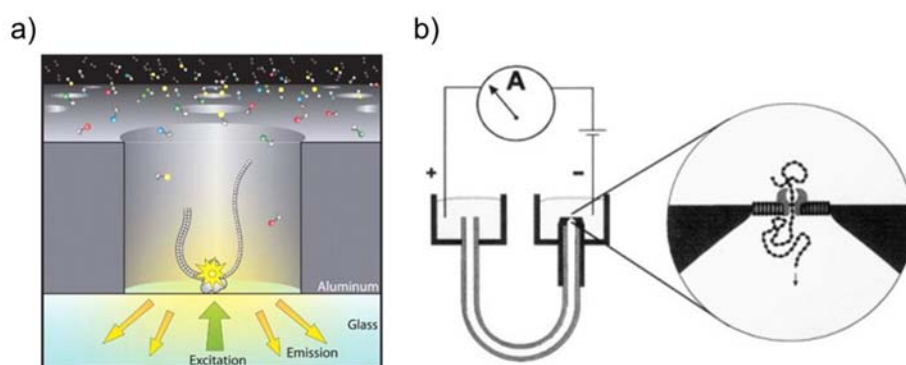 a)
b)
A
+
-
Aluminum
Glass
Excitation
Emission